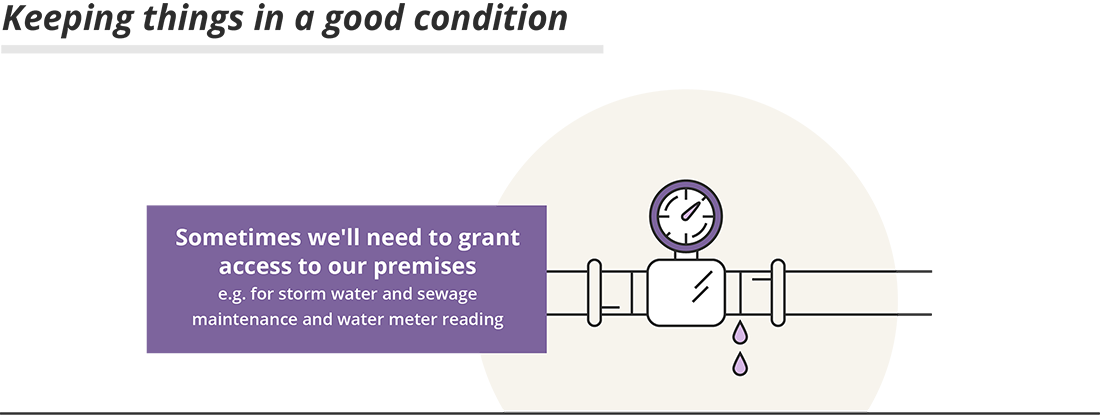 Keeping things in a good condition
Sometimes we'll need to grant
access to our premises
e.g. for storm water and sewage
maintenance and water meter reading